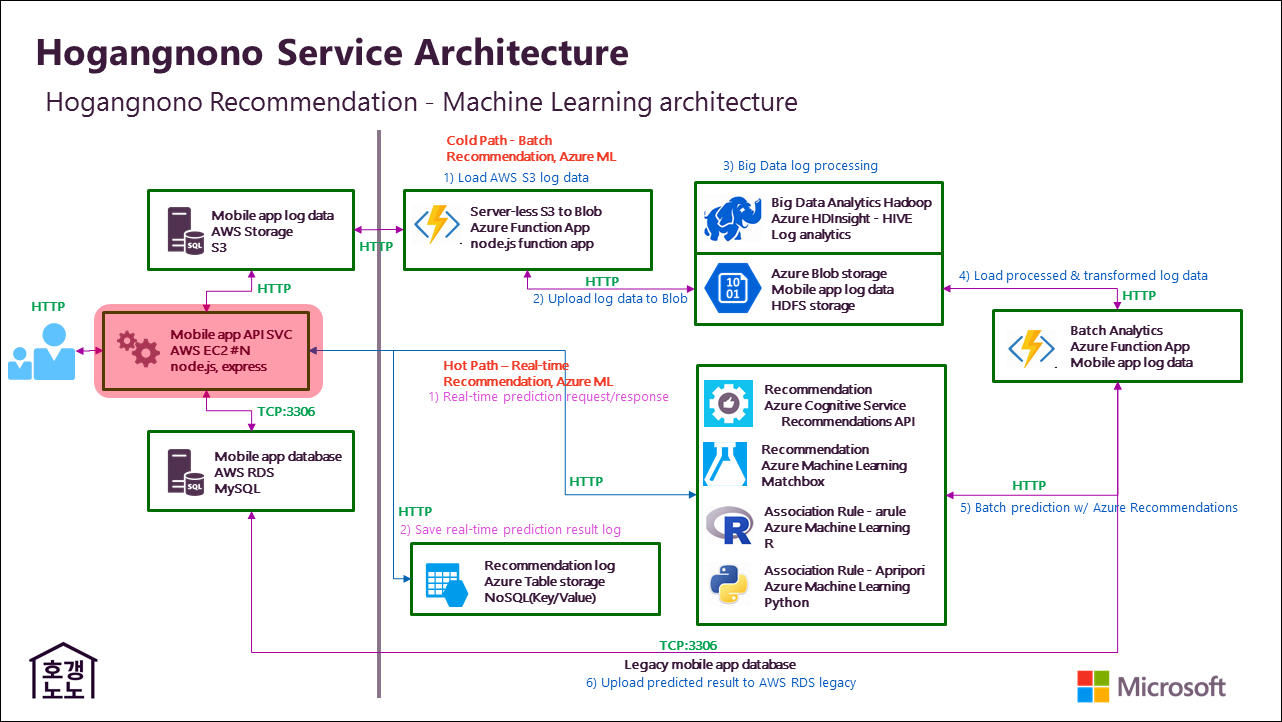 Hogangnono Service Architecture
Hogangnono Recommendation - Machine Learning architecture
Cold Path - Batch
Recommendation, Azure ML
1) Load AWS S3 log data
3) Big Data log processing
Mobile app log data
AWS Storage
S3
SQL
HTTP
Server-less S3 to Blob
Azure Function App
node.js function app
Big Data Analytics Hadoop
Azure HDInsight - HIVE
Log analytics
HTTP
2) Upload log data to Blob
10
01
Azure Blob storage
Mobile app log data
HDFS storage
4) Load processed & transformed log data
HTTP
HTTP
HTTP
Mobile app API SVC
AWS EC2 #N
node.js, express
Batch Analytics
Azure Function App
Mobile app log data
Hot Path – Real-time
Recommendation, Azure ML
1) Real-time prediction request/response
TCP:3306
Mobile app database
AWS RDS
MySQL
SQL
HTTP
Recommendation
Azure Cognitive Service
Recommendations API
Recommendation
Azure Machine Learning
Matchbox
Association Rule - arule
Azure Machine Learning
R
R
Association Rule - Apripori
Azure Machine Learning
Python
HTTP
5) Batch prediction w/ Azure Recommendations
HTTP
2) Save real-time prediction result log
Recommendation log
Azure Table storage
NoSQL(Key/Value)
TCP:3306
Legacy mobile app database
6) Upload predicted result to AWS RDS legacy
호갱
노노
Microsoft